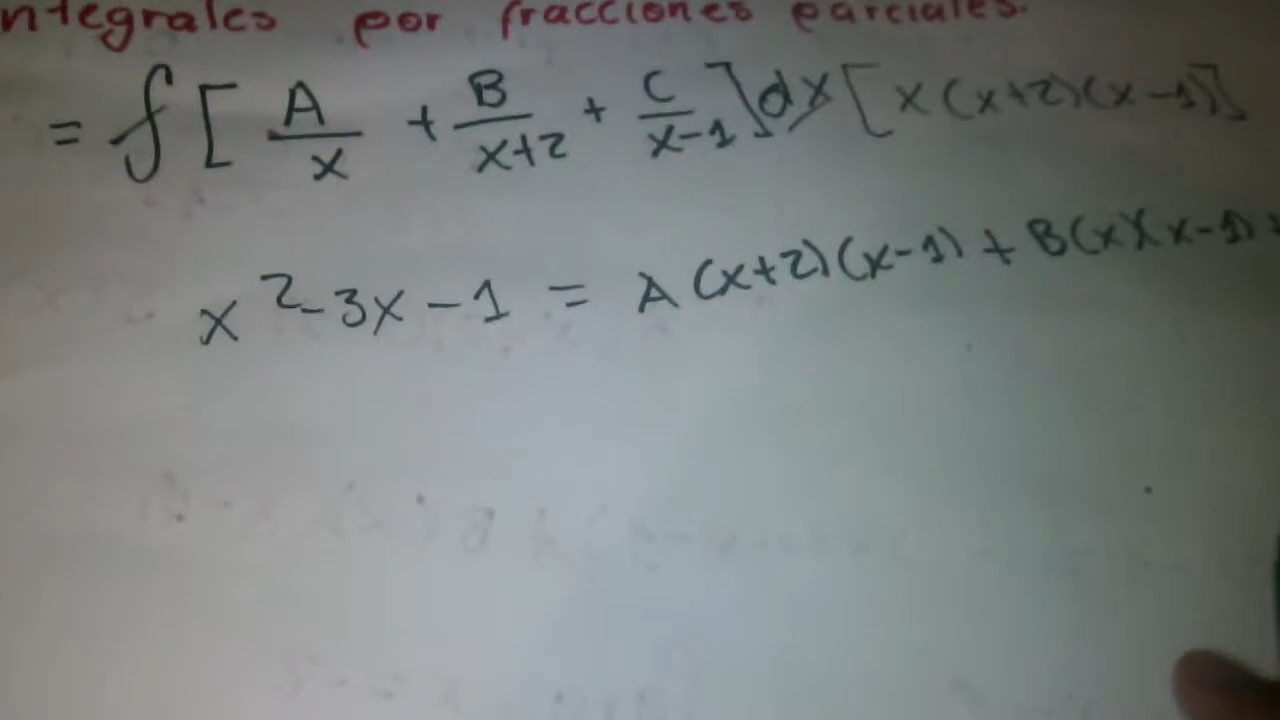 ntegrales por fracciones parciales.
= ∫ [ A/x + B/x+2 + C/x-1 ] dx [ x(x+2)(x-1) ]
x² - 3x - 1 = A(x+2)(x-1) + B(x)(x-1) +